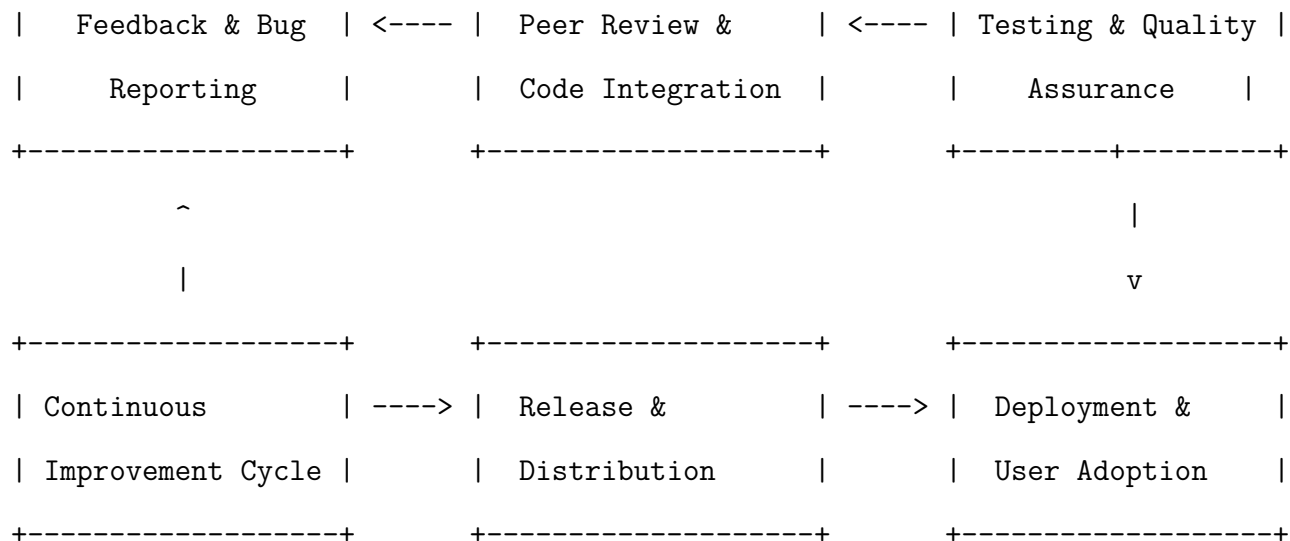 |   Feedback & Bug  | <---- |  Peer Review &     | <---- | Testing & Quality |
|     Reporting     |       |  Code Integration  |       |    Assurance    |
+-------------------+       +--------------------+       +---------+---------+
          ^                                                         |
          |                                                         v
+-------------------+       +--------------------+       +-------------------+
| Continuous        | ----> |  Release &         | ----> |  Deployment &     |
| Improvement Cycle |       |  Distribution      |       |  User Adoption    |
+-------------------+       +--------------------+       +-------------------+